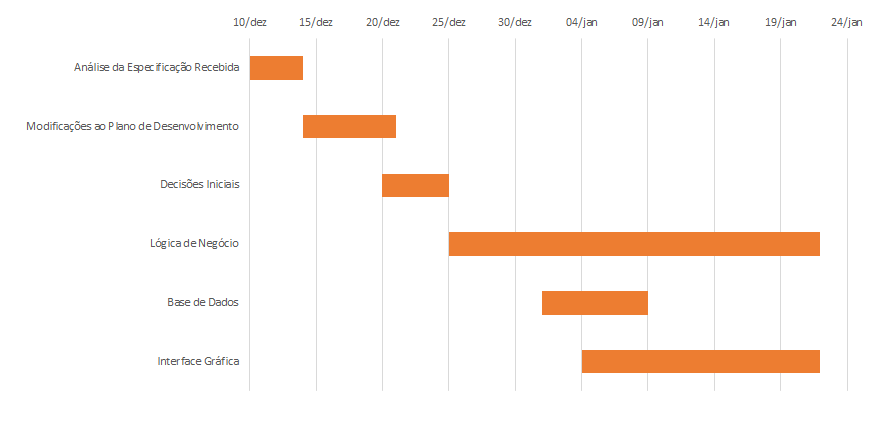 10/dez 15/dez 20/dez 25/dez 30/dez 04/jan 09/jan 14/jan 19/jan 24/jan
Análise da Especificação Recebida
Modificações ao Plano de Desenvolvimento
Decisões Iniciais
Lógica de Negócio
Base de Dados
Interface Gráfica